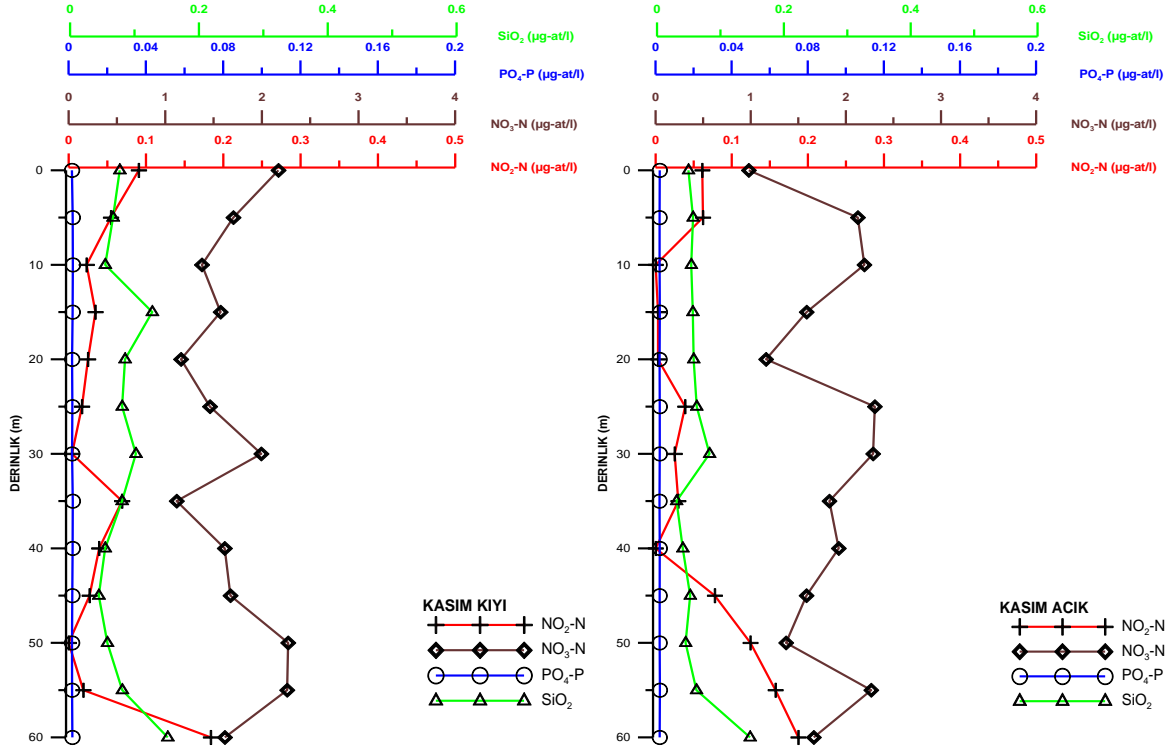 0 0.2 0.4 0.6
SiO2 (µg-at/l)
0 0.04 0.08 0.12 0.16 0.2
PO4-P (µg-at/l)
0 1 2 3 4
NO3-N (µg-at/l)
0 0.1 0.2 0.3 0.4 0.5
NO2-N (µg-at/l)
0
10
20
30
40
50
60
DERINLIK (m)
KASIM KIYI
NO2-N
NO3-N
PO4-P
SiO2
0 0.2 0.4 0.6
SiO2 (µg-at/l)
0 0.04 0.08 0.12 0.16 0.2
PO4-P (µg-at/l)
0 1 2 3 4
NO3-N (µg-at/l)
0 0.1 0.2 0.3 0.4 0.5
NO2-N (µg-at/l)
0
10
20
30
40
50
60
DERINLIK (m)
KASIM ACIK
NO2-N
NO3-N
PO4-P
SiO2